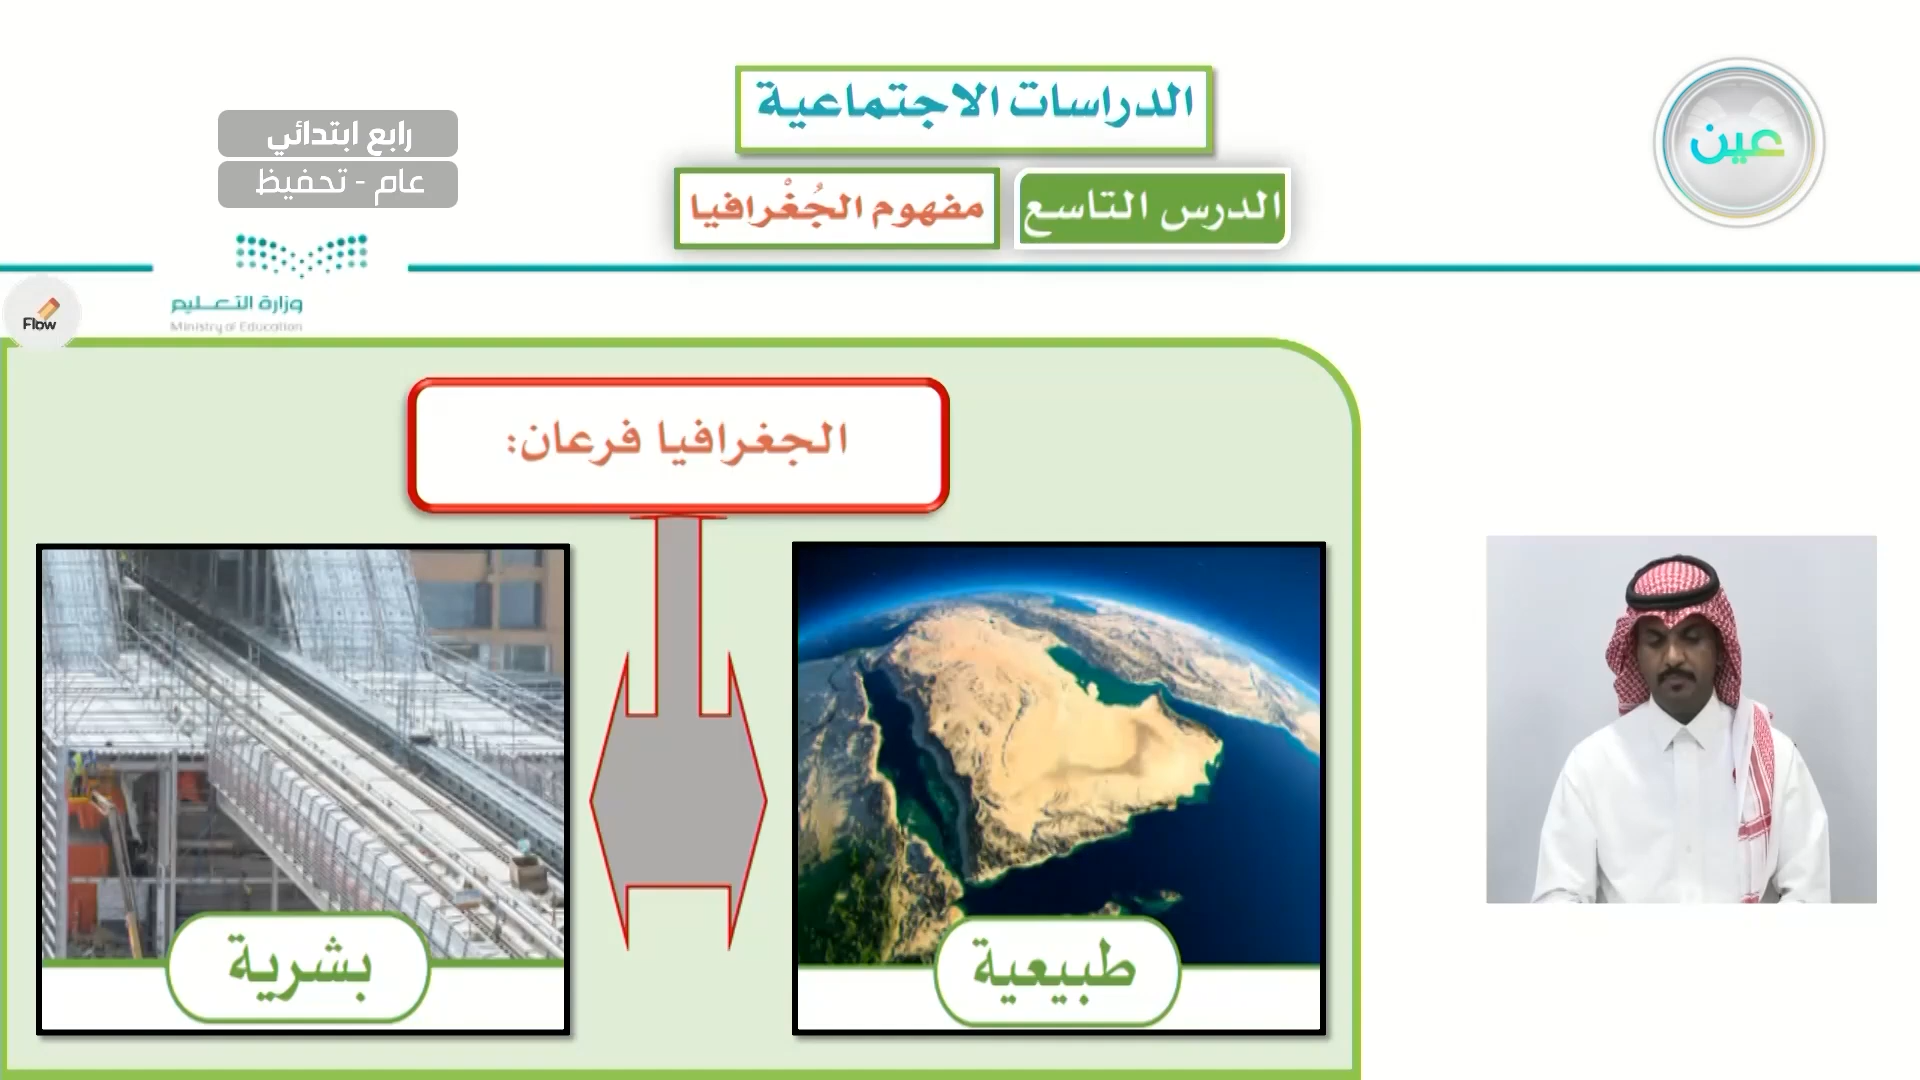 الدراسات الاجتماعية
رابع ابتدائي
عام - تحفيظ
عين
الدرس التاسع
مفهوم الجُغْرافيا
وزارة التعليم
Ministry of Education
Flow
الجغرافيا فرعان:
طبيعية
بشرية